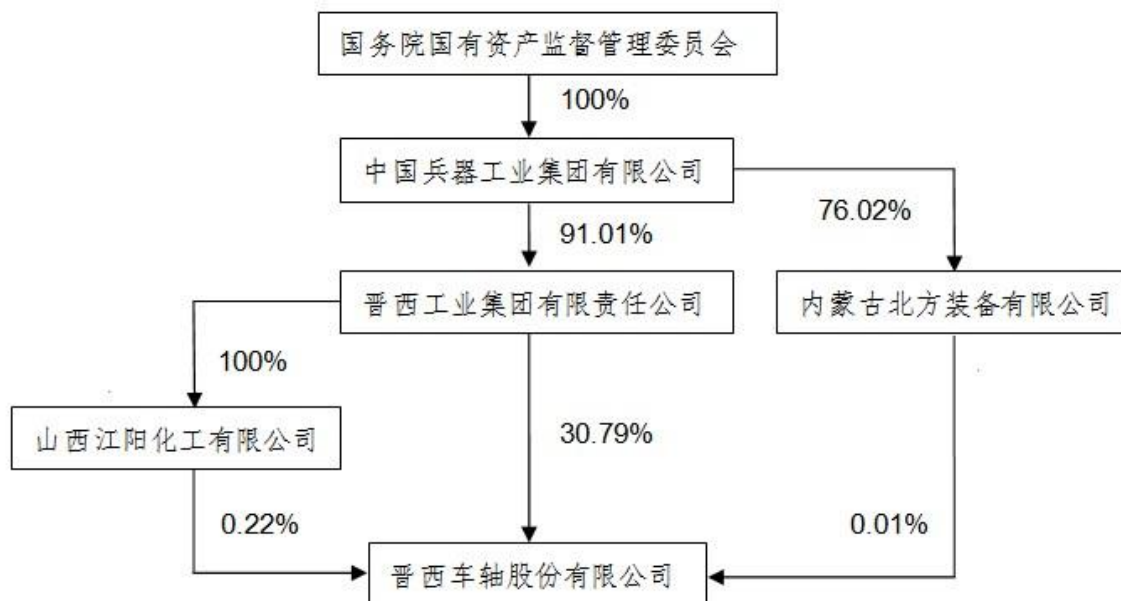 国务院国有资产监督管理委员会
100%
中国兵器工业集团有限公司
91.01%
76.02%
晋西工业集团有限责任公司
内蒙古北方装备有限公司
100%
30.79%
山西江阳化工有限公司
0.22%
0.01%
晋西车轴股份有限公司